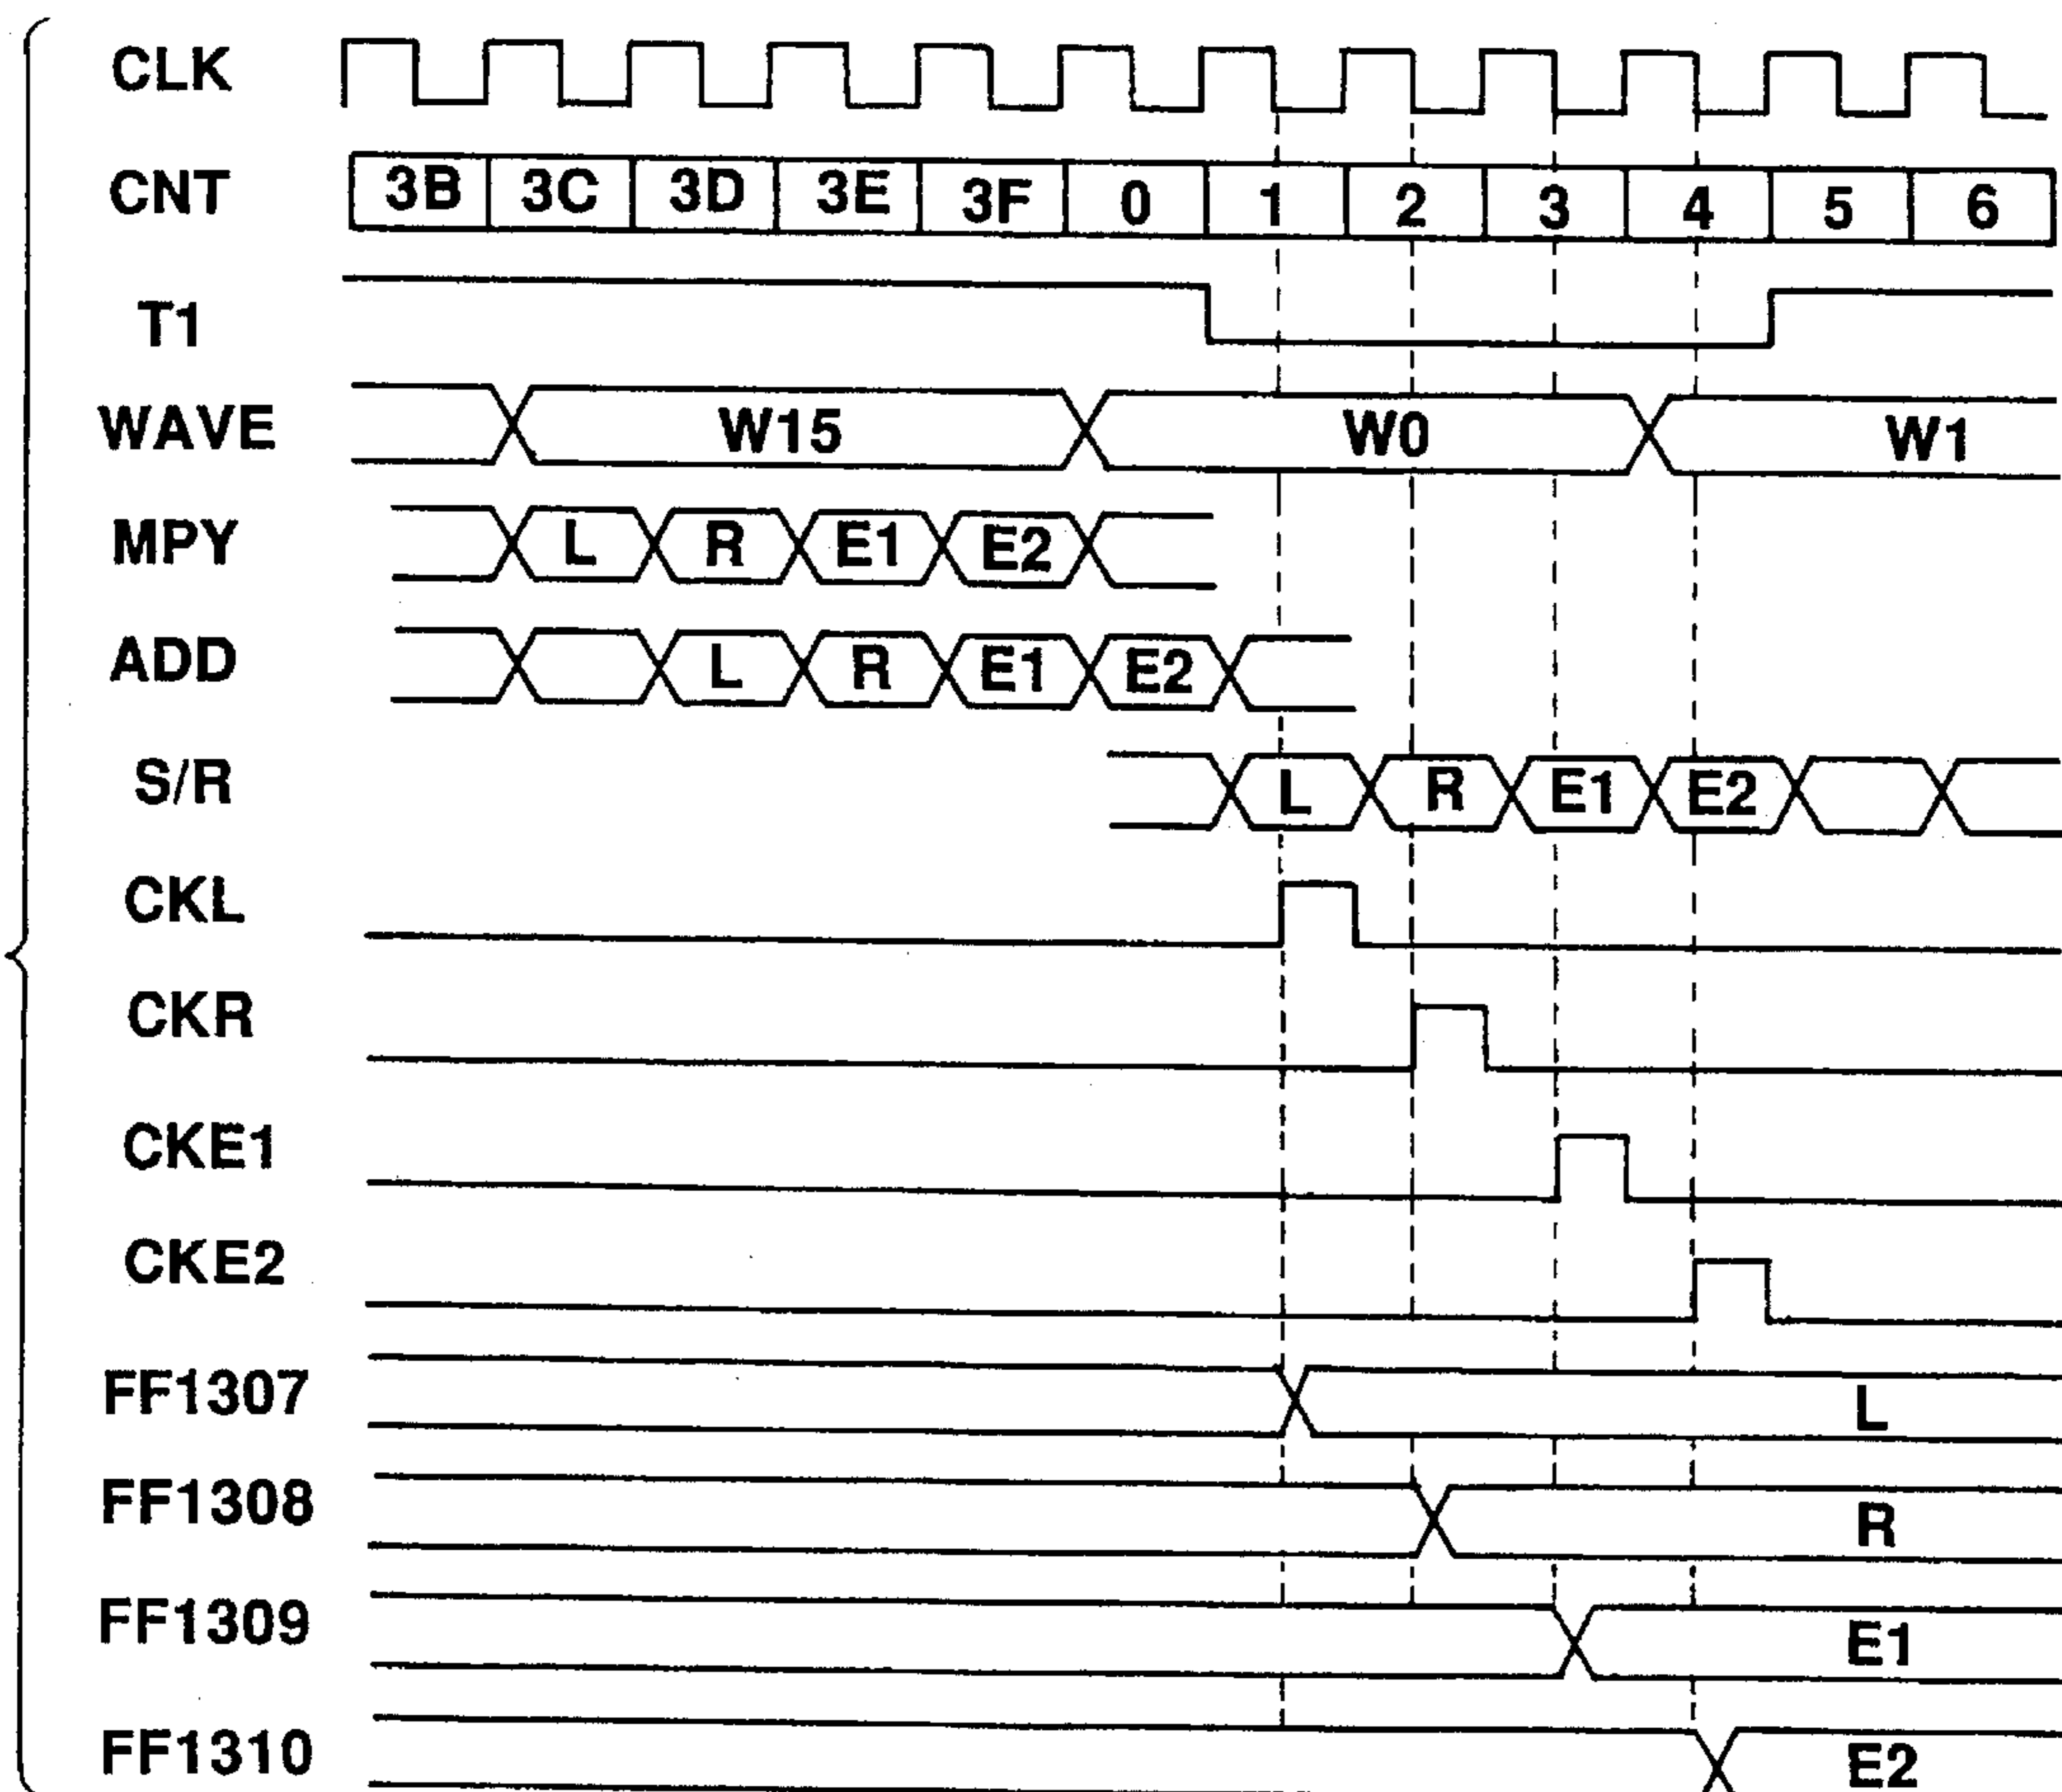 CLK
CNT 3B 3C 3D 3E 3F 0 1 2 3 4 5 6
T1
WAVE W15 W0 W1
MPY L R E1 E2
ADD L R E1 E2
S/R L R E1 E2
CKL
CKR
CKE1
CKE2
FF1307 L
FF1308 R
FF1309 E1
FF1310 E2